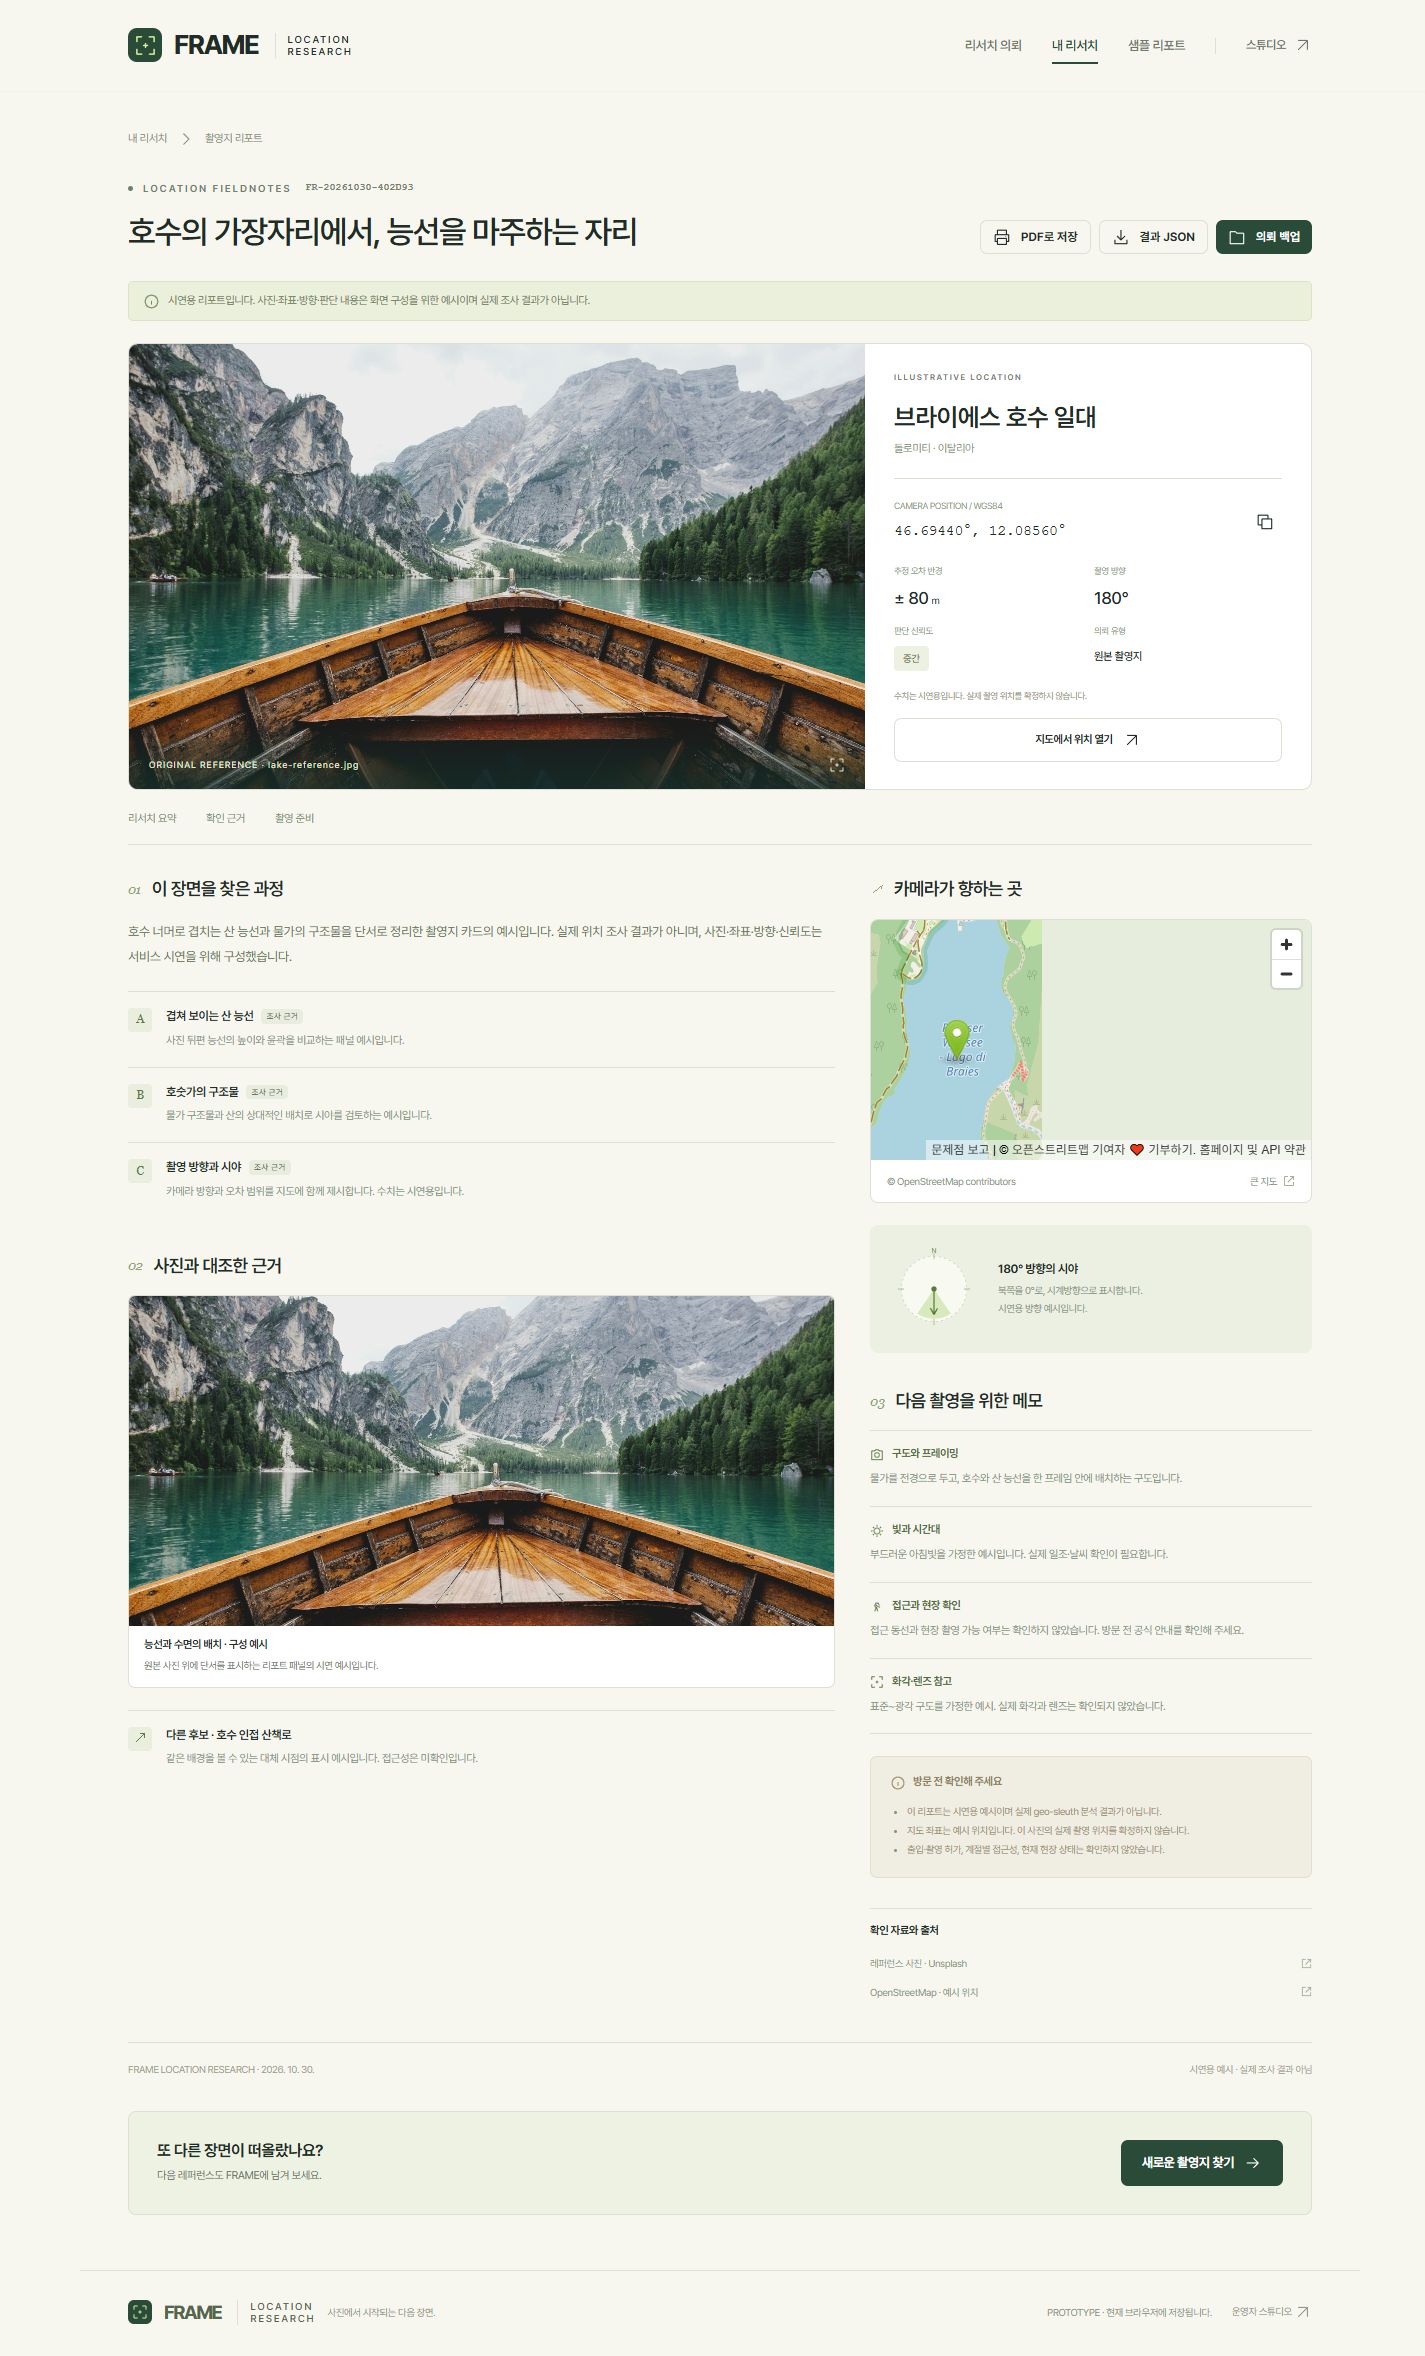 FRAME
LOCATION
RESEARCH
리서치 의뢰
내 리서치
샘플 리포트
스튜디오
내 리서치
촬영지 리포트
LOCATION FIELDNOTES FR-20261030-402D93
호수의 가장자리에서, 능선을 마주하는 자리
PDF로 저장
결과 JSON
의뢰 백업
시연용 리포트입니다. 사진·좌표·방향·판단 내용은 화면 구성을 위한 예시이며 실제 조사 결과가 아닙니다.
ORIGINAL REFERENCE · lake-reference.jpg
ILLUSTRATIVE LOCATION
브라이에스 호수 일대
돌로미티 · 이탈리아
CAMERA POSITION / WGS84
46.69440°, 12.08560°
추정 오차 반경
± 80 m
촬영 방향
180°
판단 신뢰도
중간
의뢰 유형
원본 촬영지
수치는 시연용입니다. 실제 촬영 위치를 확정하지 않습니다.
지도에서 위치 열기
리서치 요약
확인 근거
촬영 준비
01 이 장면을 찾은 과정
호수 너머로 겹치는 산 능선과 물가의 구조물을 단서로 정리한 촬영지 카드의 예시입니다. 실제 위치 조사 결과가 아니며, 사진·좌표·방향·신뢰도는
서비스 시연을 위해 구성했습니다.
A 겹쳐 보이는 산 능선 조사 근거
사진 뒤편 능선의 높이와 윤곽을 비교하는 패널 예시입니다.
B 호숫가의 구조물 조사 근거
물가 구조물과 산의 상대적인 배치로 시야를 검토하는 예시입니다.
C 촬영 방향과 시야 조사 근거
카메라 방향과 오차 범위를 지도에 함께 제시합니다. 수치는 시연용입니다.
02 사진과 대조한 근거
능선과 수면의 배치 · 구성 예시
원본 사진 위에 단서를 표시하는 리포트 패널의 시연 예시입니다.
다른 후보 · 호수 인접 산책로
같은 배경을 볼 수 있는 대체 시점의 표시 예시입니다. 접근성은 미확인입니다.
카메라가 향하는 곳
- Lago di
Braies
+
−
문제점 보고 | © 오픈스트리트맵 기여자 ❤️ 기부하기. 홈페이지 및 API 약관
© OpenStreetMap contributors
큰 지도
N
180° 방향의 시야
북쪽을 0°로, 시계방향으로 표시합니다.
시연용 방향 예시입니다.
03 다음 촬영을 위한 메모
구도와 프레이밍
물가를 전경으로 두고, 호수와 산 능선을 한 프레임 안에 배치하는 구도입니다.
빛과 시간대
부드러운 아침빛을 가정한 예시입니다. 실제 일조·날씨 확인이 필요합니다.
접근과 현장 확인
접근 동선과 현장 촬영 가능 여부는 확인하지 않았습니다. 방문 전 공식 안내를 확인해 주세요.
화각·렌즈 참고
표준~광각 구도를 가정한 예시. 실제 화각과 렌즈는 확인되지 않았습니다.
방문 전 확인해 주세요
• 이 리포트는 시연용 예시이며 실제 geo-sleuth 분석 결과가 아닙니다.
• 지도 좌표는 예시 위치입니다. 이 사진의 실제 촬영 위치를 확정하지 않습니다.
• 출입·촬영 허가, 계절별 접근성, 현재 현장 상태는 확인하지 않았습니다.
확인 자료와 출처
레퍼런스 사진 · Unsplash
OpenStreetMap · 예시 위치
FRAME LOCATION RESEARCH · 2026. 10. 30.
시연용 예시 · 실제 조사 결과 아님
또 다른 장면이 떠올랐나요?
다음 레퍼런스도 FRAME에 남겨 보세요.
새로운 촬영지 찾기
FRAME
LOCATION
RESEARCH
사진에서 시작되는 다음 장면.
PROTOTYPE · 현재 브라우저에 저장됩니다.
운영자 스튜디오